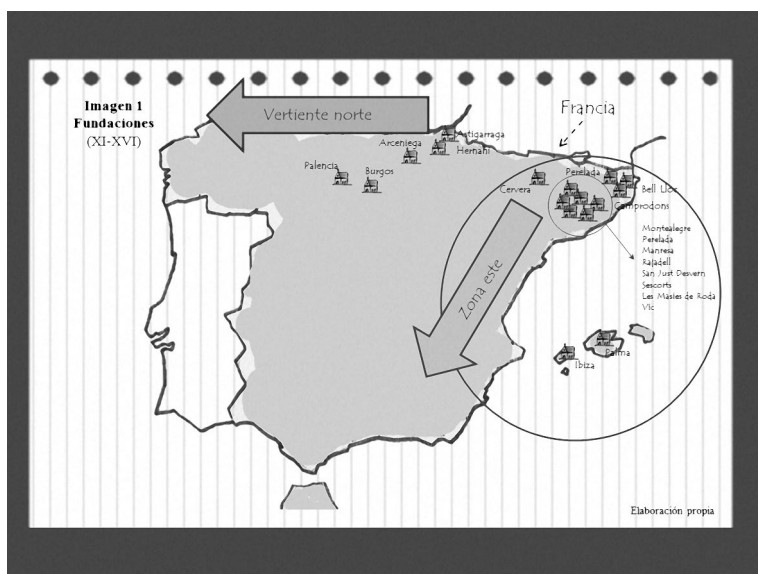 Imagen 1
Fundaciones
(XI-XVI)
Vertiente norte
Francia
Astigarraga
Hernani
Arceniega
Palencia
Burgos
Perelada
Cervera
Bell Lloc
Camprodons
Montealegre
Perelada
Manresa
Rajadell
San Just Desvern
Sescorts
Les Masies de Roda
Vic
Zona este
Palma
Ibiza
Elaboración propia